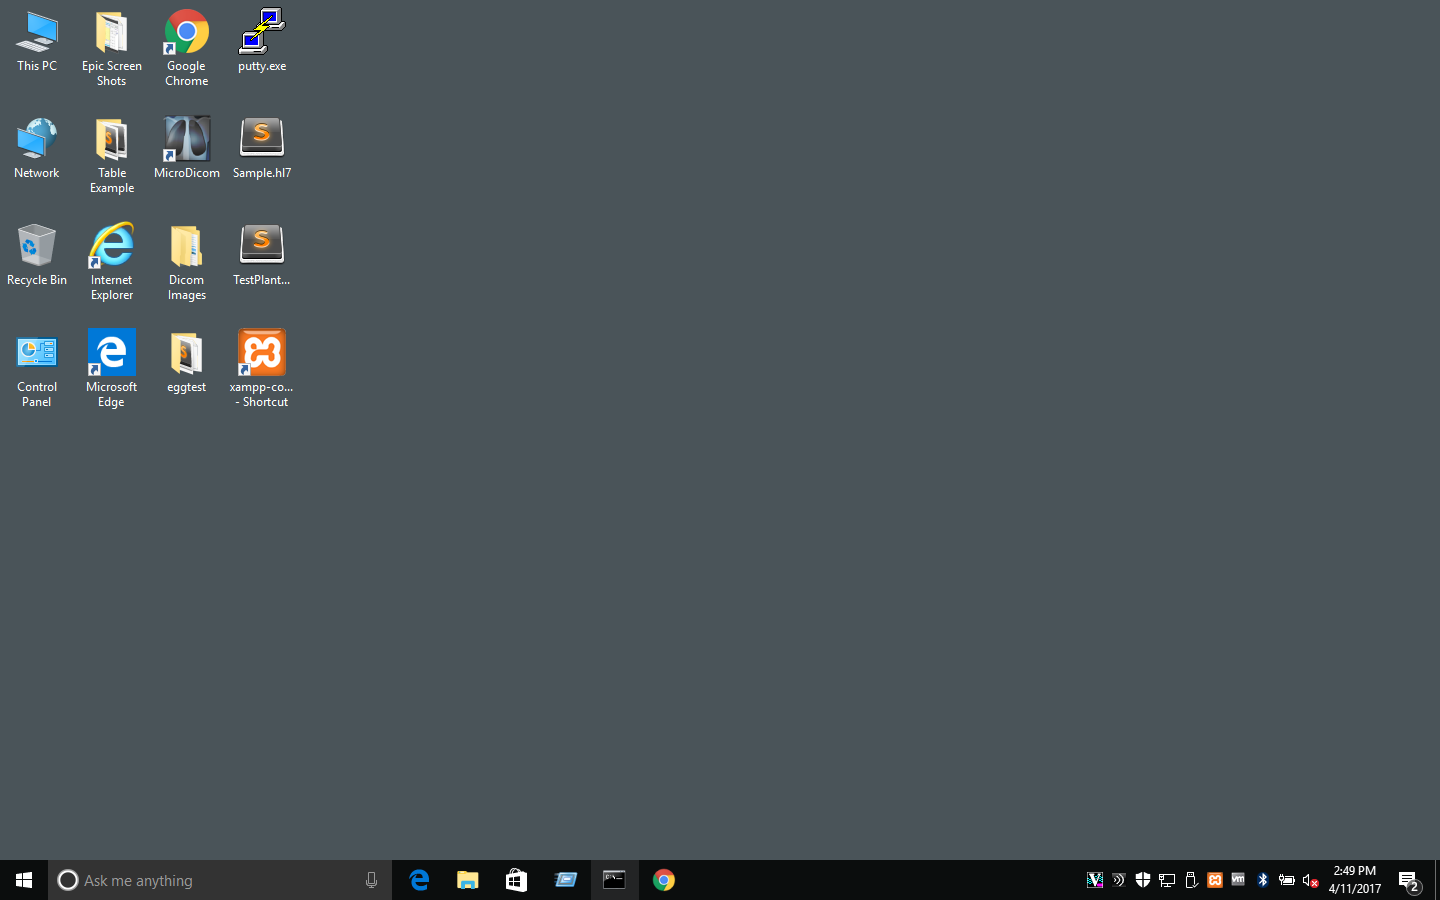 This PC
Epic Screen
Shots
Google
Chrome
putty.exe
Network
Table
Example
MicroDicom
Sample.hl7
Recycle Bin
Internet
Explorer
Dicom
Images
TestPlant...
Control
Panel
Microsoft
Edge
eggtest
xampp-co...
- Shortcut
Ask me anything
2:49 PM
4/11/2017
2